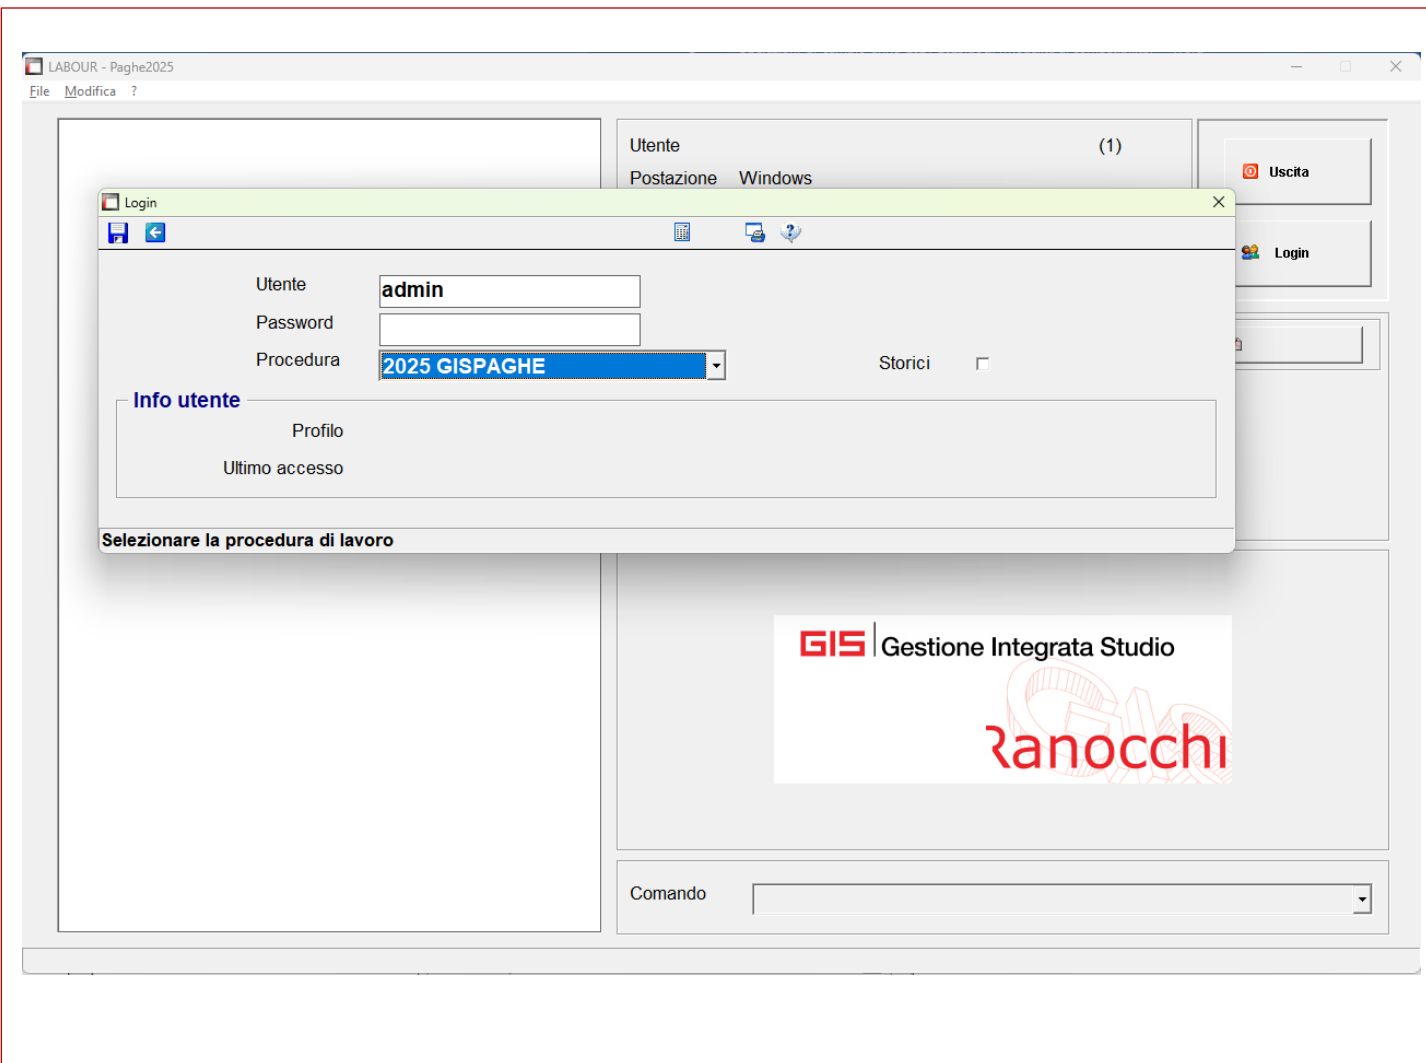 LABOUR - Paghe2025
File Modifica ?
Utente (1)
Postazione Windows
Uscita
Login
Login
Utente admin
Password
Procedura 2025 GISPAGHE Storici
Info utente
Profilo
Ultimo accesso
Selezionare la procedura di lavoro
GIS Gestione Integrata Studio
Ranocchi
Comando